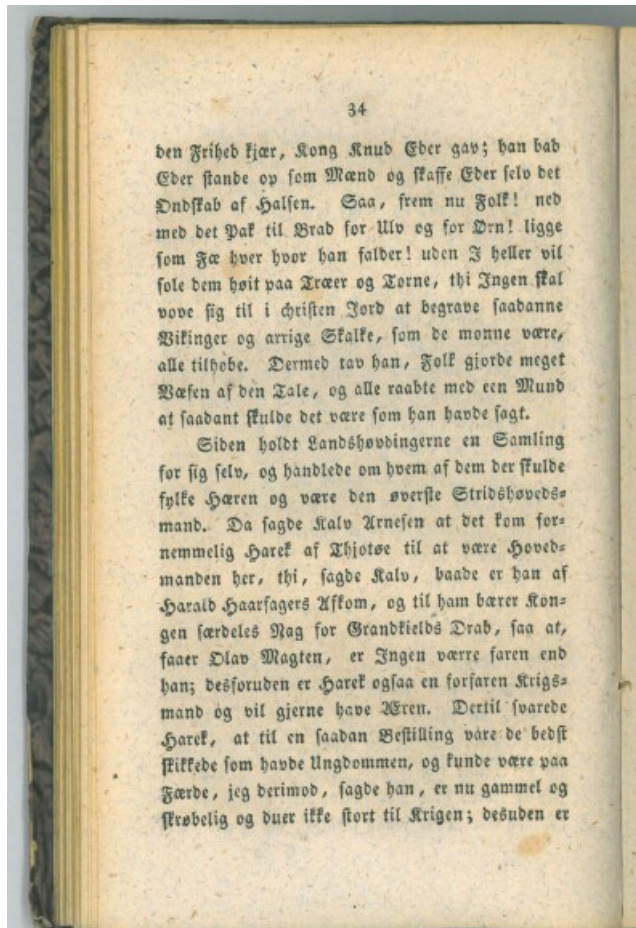 34
den Frihed kjær, Kong Knud Eder gav; han bad
Eder stande op som Mænd og skaffe Eder selv det
Ondskab af Halsen. Saa, frem nu Folk! ned
med det Pak til Brad for Ulv og for Ørn! ligge
som Fæ hver hvor han falder! uden I heller vil
sole dem høit paa Træer og Torne, thi Ingen skal
vove sig til i christen Jord at begrave saadanne
Vikinger og arrige Skalke, som de monne være,
alle tilhobe. Dermed tav han, Folk gjorde meget
Væsen af den Tale, og alle raabte med een Mund
at saadant skulde det være som han havde sagt.
Siden holdt Landshøvdingerne en Samling
for sig selv, og handlede om hvem af dem der skulde
fylke Hæren og være den øverste Stridshøveds-
mand. Da sagde Kalv Arnesen at det kom for-
nemmelig Harek af Thjotøe til at være Hoved-
manden her, thi, sagde Kalv, baade er han af
Harald Haarfagers Afkom, og til ham bærer Kon-
gen særdeles Nag for Grandkields Drab, saa at,
faaer Olav Magten, er Ingen værre faren end
han; desforuden er Harek ogsaa en forfaren Krigs-
mand og vil gjerne have Æren. Dertil svarede
Harek, at til en saadan Bestilling vare de bedst
skikkede som havde Ungdommen, og kunde være paa
Færde, jeg derimod, sagde han, er nu gammel og
skrøbelig og duer ikke stort til Krigen; desuden er